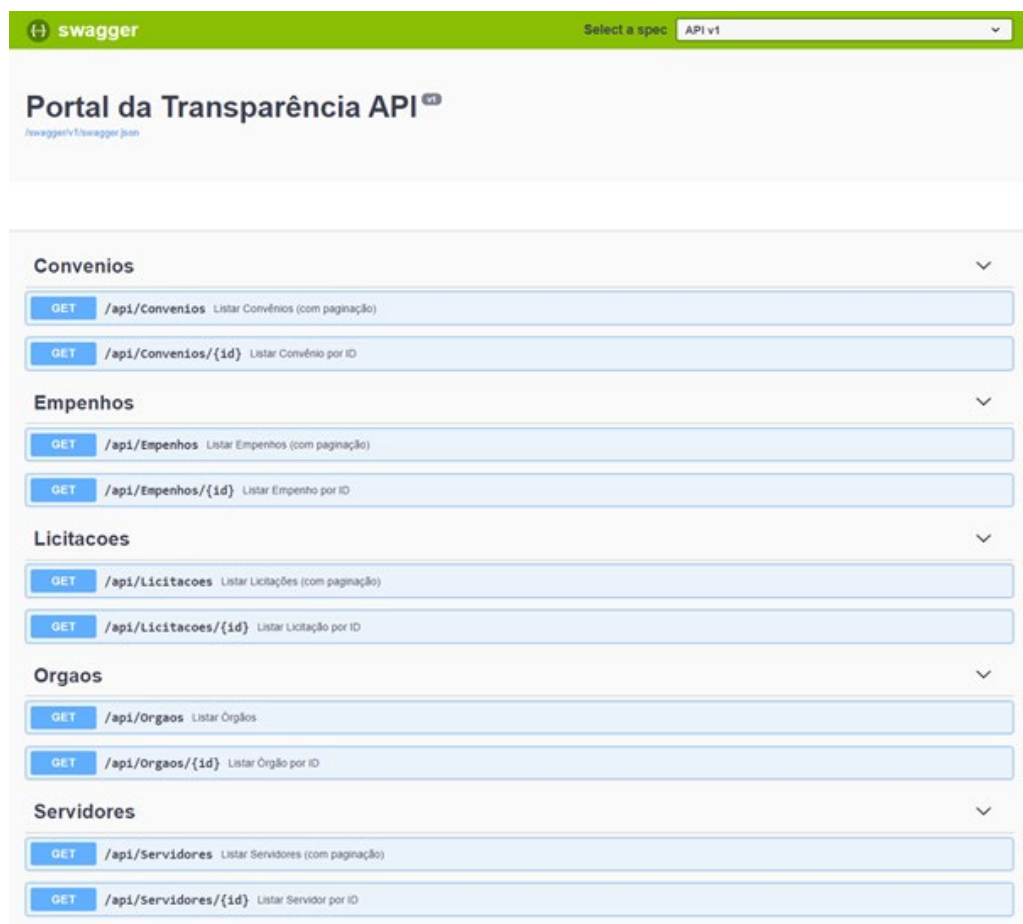 swagger
Select a spec API v1
Portal da Transparência API v1
/swagger/v1/swagger.json
Convenios
GET /api/Convenios Listar Convênios (com paginação)
GET /api/Convenios/{id} Listar Convênio por ID
Empenhos
GET /api/Empenhos Listar Empenhos (com paginação)
GET /api/Empenhos/{id} Listar Empenho por ID
Licitacoes
GET /api/Licitacoes Listar Licitações (com paginação)
GET /api/Licitacoes/{id} Listar Licitação por ID
Orgaos
GET /api/Orgaos Listar Órgãos
GET /api/Orgaos/{id} Listar Órgão por ID
Servidores
GET /api/Servidores Listar Servidores (com paginação)
GET /api/Servidores/{id} Listar Servidor por ID